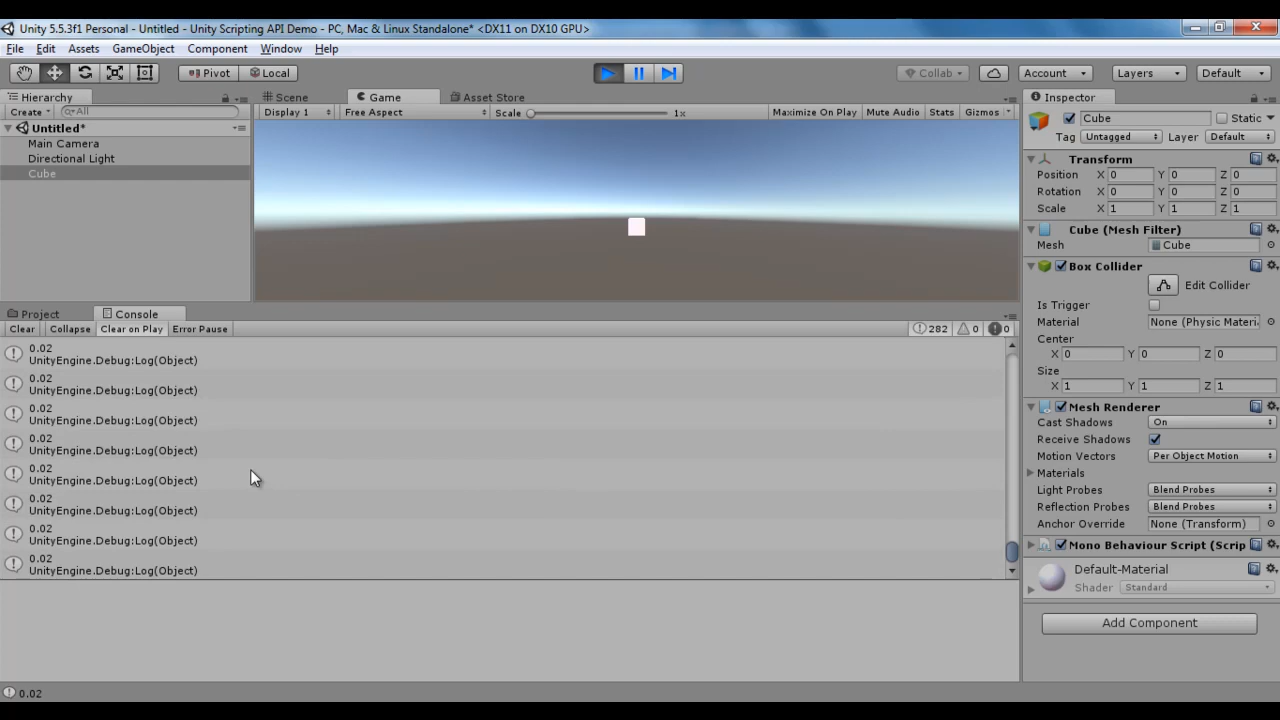 Unity 5.5.3f1 Personal - Untitled - Unity Scripting API Demo - PC, Mac & Linux Standalone* <DX11 on DX10 GPU>
File Edit Assets GameObject Component Window Help
Pivot Local Collab Account Layers Default
Hierarchy
Create All
Untitled*
Main Camera
Directional Light
Cube
Scene Game Asset Store
Display 1 Free Aspect Scale 1x Maximize On Play Mute Audio Stats Gizmos
Project Console
Clear Collapse Clear on Play Error Pause 282 0 0
0.02
UnityEngine.Debug:Log(Object)
0.02
UnityEngine.Debug:Log(Object)
0.02
UnityEngine.Debug:Log(Object)
0.02
UnityEngine.Debug:Log(Object)
0.02
UnityEngine.Debug:Log(Object)
0.02
UnityEngine.Debug:Log(Object)
0.02
UnityEngine.Debug:Log(Object)
0.02
UnityEngine.Debug:Log(Object)
0.02
Inspector
Cube Static
Tag Untagged Layer Default
Transform
Position X 0 Y 0 Z 0
Rotation X 0 Y 0 Z 0
Scale X 1 Y 1 Z 1
Cube (Mesh Filter)
Mesh Cube
Box Collider
Edit Collider
Is Trigger
Material None (Physic Materi
Center
X 0 Y 0 Z 0
Size
X 1 Y 1 Z 1
Mesh Renderer
Cast Shadows On
Receive Shadows
Motion Vectors Per Object Motion
Materials
Light Probes Blend Probes
Reflection Probes Blend Probes
Anchor Override None (Transform)
Mono Behaviour Script (Scrip
Default-Material
Shader Standard
Add Component